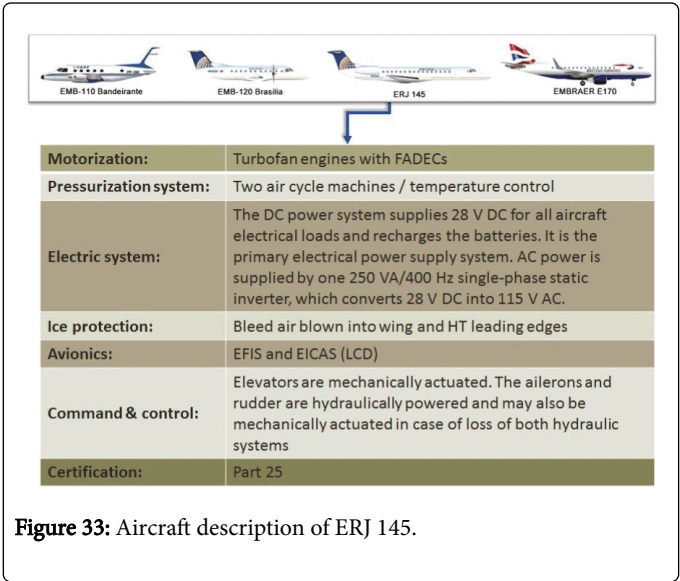 EMB-110 Bandeirante
EMB-120 Brasilia
ERJ 145
EMBRAER E170
Motorization: Turbofan engines with FADECs
Pressurization system: Two air cycle machines / temperature control
Electric system: The DC power system supplies 28 V DC for all aircraft
electrical loads and recharges the batteries. It is the
primary electrical power supply system. AC power is
supplied by one 250 VA/400 Hz single-phase static
inverter, which converts 28 V DC into 115 V AC.
Ice protection: Bleed air blown into wing and HT leading edges
Avionics: EFIS and EICAS (LCD)
Command & control: Elevators are mechanically actuated. The ailerons and
rudder are hydraulically powered and may also be
mechanically actuated in case of loss of both hydraulic
systems
Certification: Part 25
Figure 33: Aircraft description of ERJ 145.